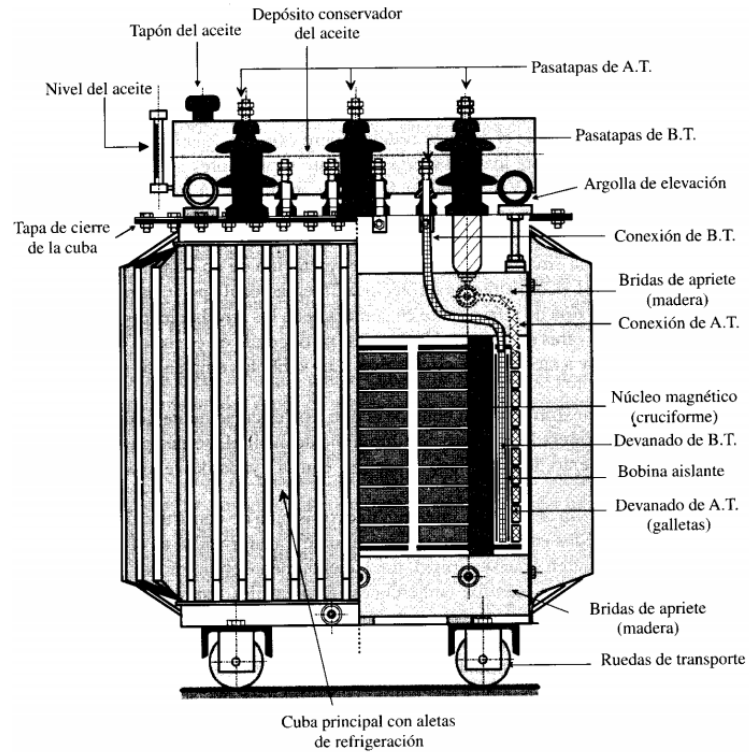 Depósito conservador
del aceite
Tapón del aceite
Pasatapas de A.T.
Nivel del aceite
Pasatapas de B.T.
Argolla de elevación
Tapa de cierre
de la cuba
Conexión de B.T.
Bridas de apriete
(madera)
Conexión de A.T.
Núcleo magnético
(cruciforme)
Devanado de B.T.
Bobina aislante
Devanado de A.T.
(galletas)
Bridas de apriete
(madera)
Ruedas de transporte
Cuba principal con aletas
de refrigeración